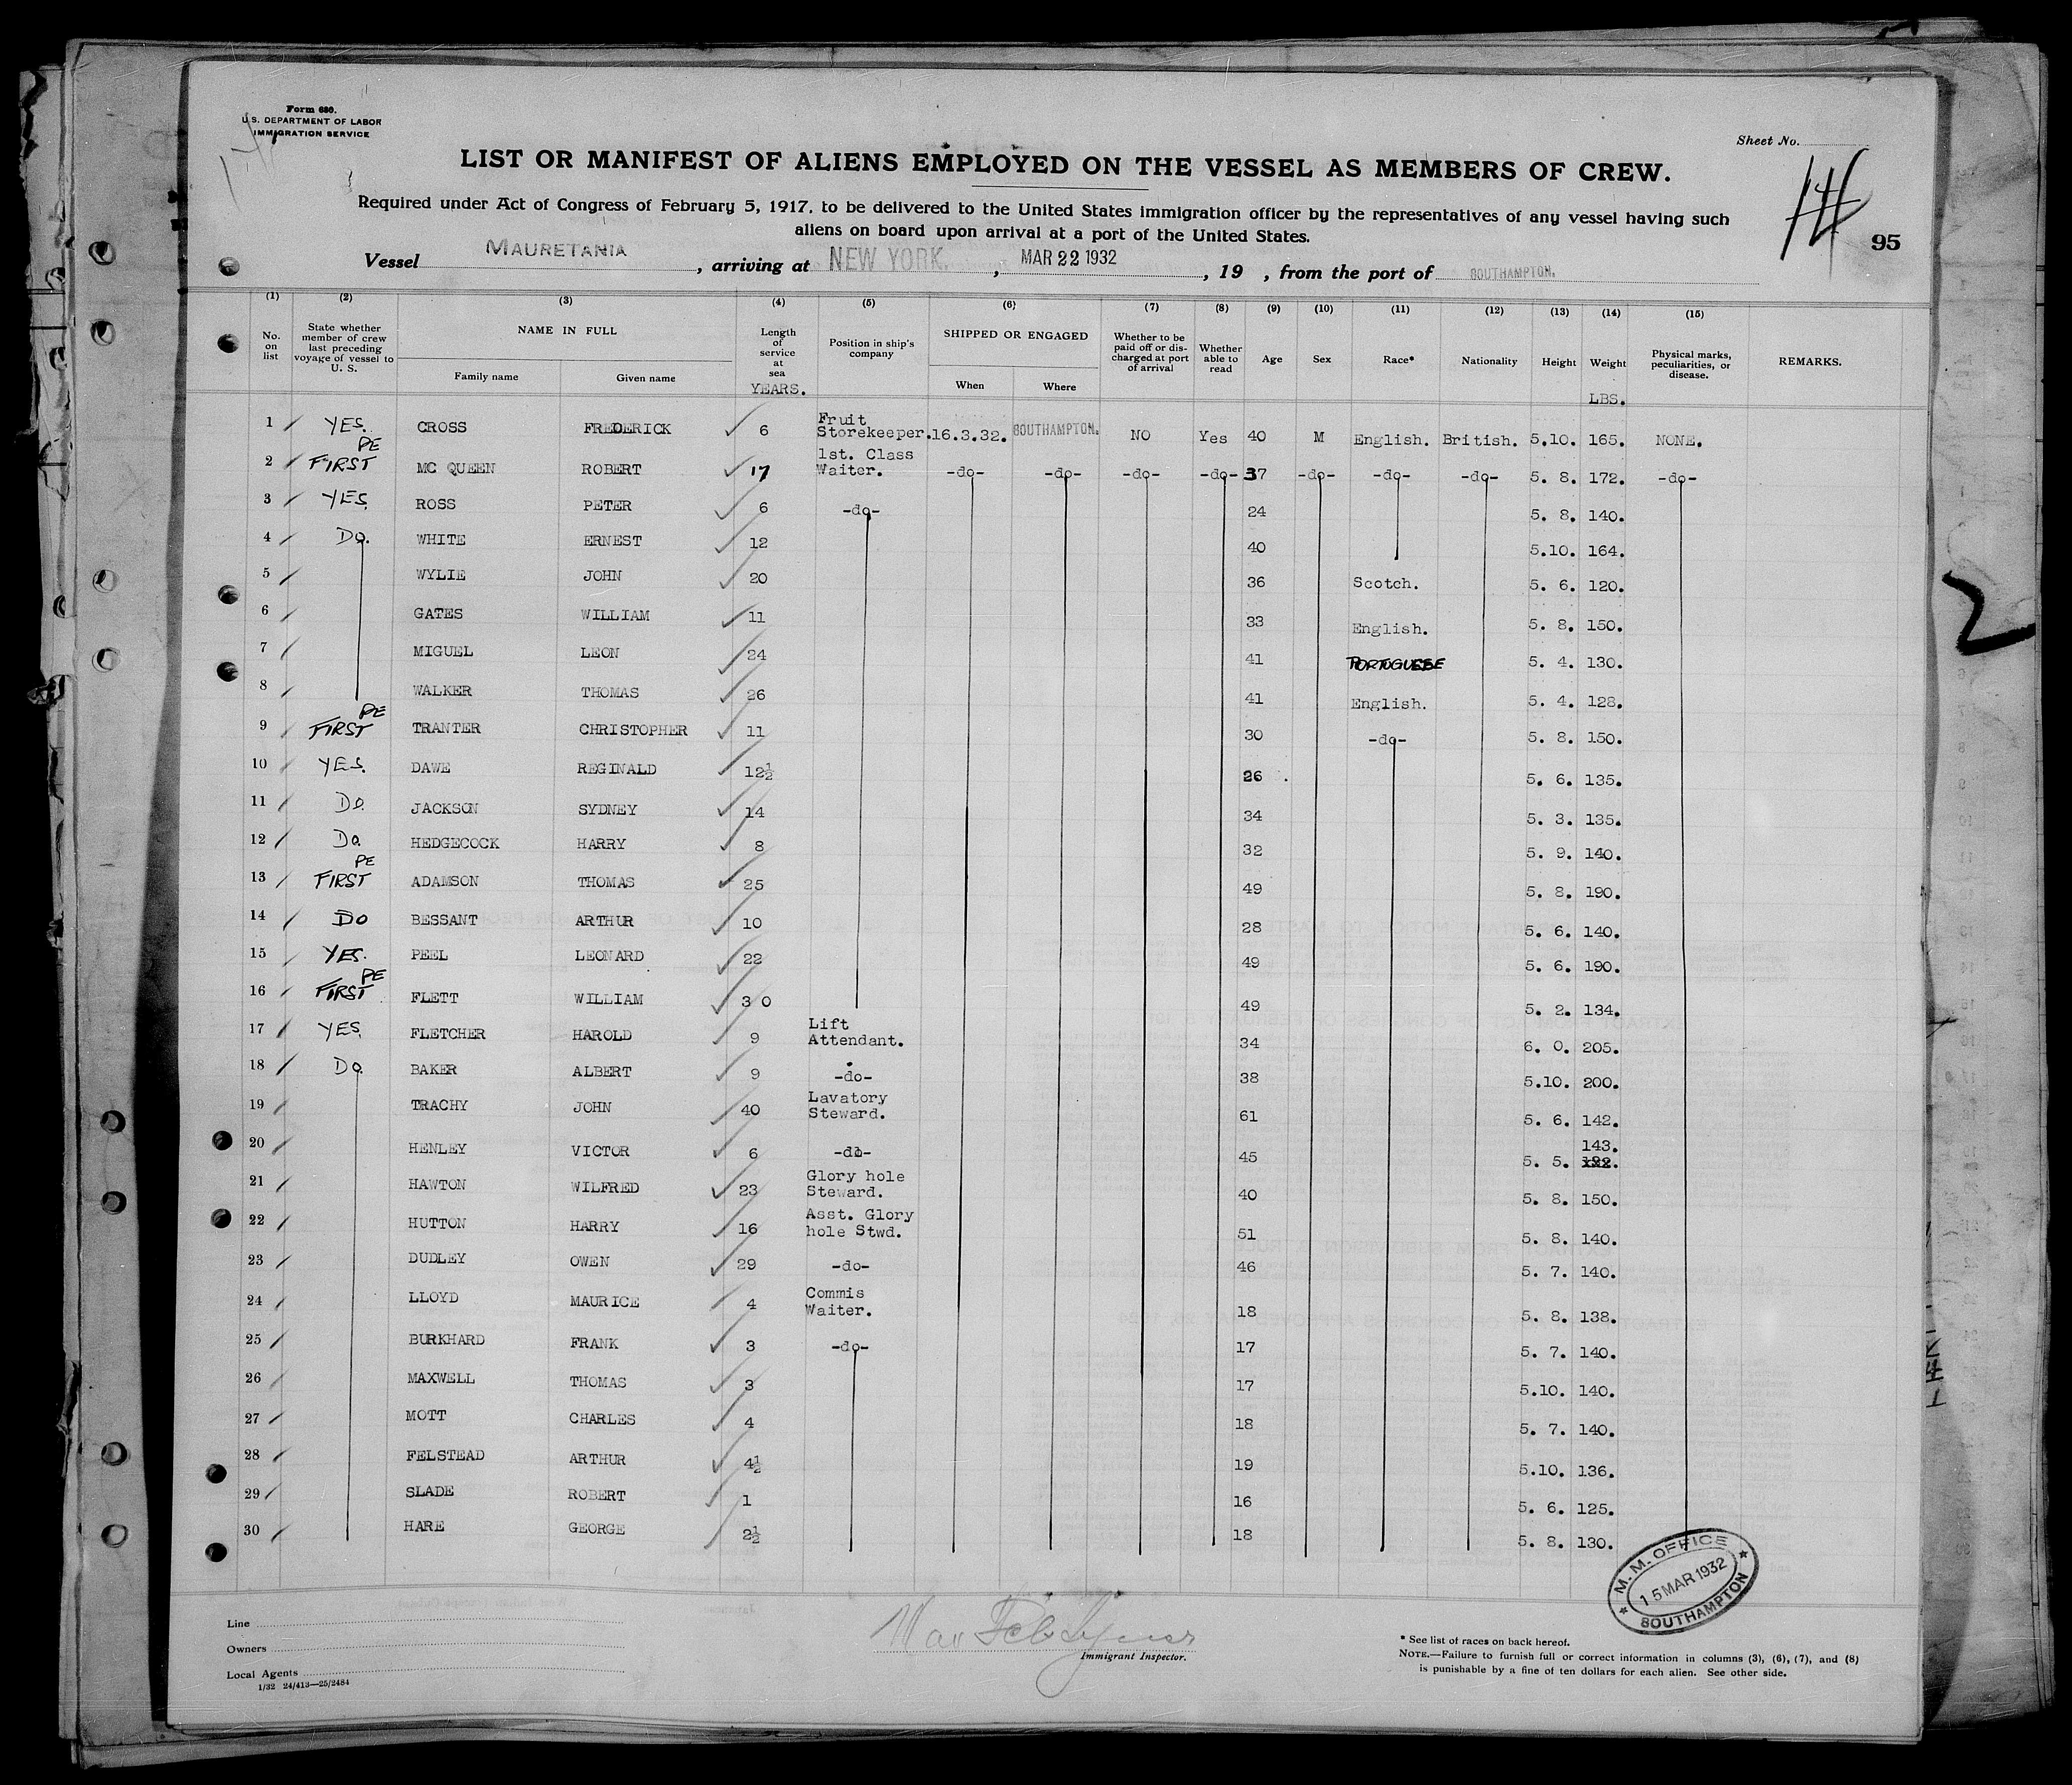 Form 680.
U.S. DEPARTMENT OF LABOR
IMMIGRATION SERVICE
Sheet No.
LIST OR MANIFEST OF ALIENS EMPLOYED ON THE VESSEL AS MEMBERS OF CREW.
Required under Act of Congress of February 5, 1917, to be delivered to the United States immigration officer by the representatives of any vessel having such
aliens on board upon arrival at a port of the United States.
95
Vessel MAURETANIA, arriving at NEW YORK., MAR 22 1932, 19 , from the port of SOUTHAMPTON.
(1) (2) (3) (4) (5) (6) (7) (8) (9) (10) (11) (12) (13) (14) (15)
No. on list State whether member of crew last preceding voyage of vessel to U. S. NAME IN FULL Family name Given name Length of service at sea YEARS. Position in ship's company SHIPPED OR ENGAGED When Where Whether to be paid off or discharged at port of arrival Whether able to read Age Sex Race* Nationality Height Weight LBS. Physical marks, peculiarities, or disease. REMARKS.
1 YES. CROSS FREDERICK 6 Fruit Storekeeper. 16.3.32. SOUTHAMPTON. NO Yes 40 M English. British. 5.10. 165. NONE.
2 PE FIRST MC QUEEN ROBERT 17 1st. Class Waiter. -do- -do- -do- -do- 37 -do- -do- -do- 5. 8. 172. -do-
3 YES. ROSS PETER 6 -do- 24 5. 8. 140.
4 Do. WHITE ERNEST 12 40 5.10. 164.
5 WYLIE JOHN 20 36 Scotch. 5. 6. 120.
6 GATES WILLIAM 11 33 English. 5. 8. 150.
7 MIGUEL LEON 24 41 PORTUGUESE 5. 4. 130.
8 WALKER THOMAS 26 41 English. 5. 4. 128.
9 PE FIRST TRANTER CHRISTOPHER 11 30 -do- 5. 8. 150.
10 YES. DAWE REGINALD 12½ 26 5. 6. 135.
11 Do. JACKSON SYDNEY 14 34 5. 3. 135.
12 Do. HEDGECOCK HARRY 8 32 5. 9. 140.
13 PE FIRST ADAMSON THOMAS 25 49 5. 8. 190.
14 Do BESSANT ARTHUR 10 28 5. 6. 140.
15 YES. PEEL LEONARD 22 49 5. 6. 190.
16 PE FIRST FLETT WILLIAM 30 49 5. 2. 134.
17 YES. FLETCHER HAROLD 9 Lift Attendant. 34 6. 0. 205.
18 Do. BAKER ALBERT 9 -do- 38 5.10. 200.
19 TRACHY JOHN 40 Lavatory Steward. 61 5. 6. 142.
20 HENLEY VICTOR 6 -do- 45 5. 5. 143.
21 HAWTON WILFRED 23 Glory hole Steward. 40 5. 8. 150.
22 HUTTON HARRY 16 Asst. Glory hole Stwd. 51 5. 8. 140.
23 DUDLEY OWEN 29 -do- 46 5. 7. 140.
24 LLOYD MAURICE 4 Commis Waiter. 18 5. 8. 138.
25 BURKHARD FRANK 3 -do- 17 5. 7. 140.
26 MAXWELL THOMAS 3 17 5.10. 140.
27 MOTT CHARLES 4 18 5. 7. 140.
28 FELSTEAD ARTHUR 4½ 19 5.10. 136.
29 SLADE ROBERT 1 16 5. 6. 125.
30 HARE GEORGE 2½ 18 5. 8. 130.
M. M. OFFICE
15 MAR 1932
SOUTHAMPTON
Line
Owners
Local Agents
1/32 24/413—25/2484
Immigrant Inspector.
* See list of races on back hereof.
NOTE.—Failure to furnish full or correct information in columns (3), (6), (7), and (8)
is punishable by a fine of ten dollars for each alien. See other side.